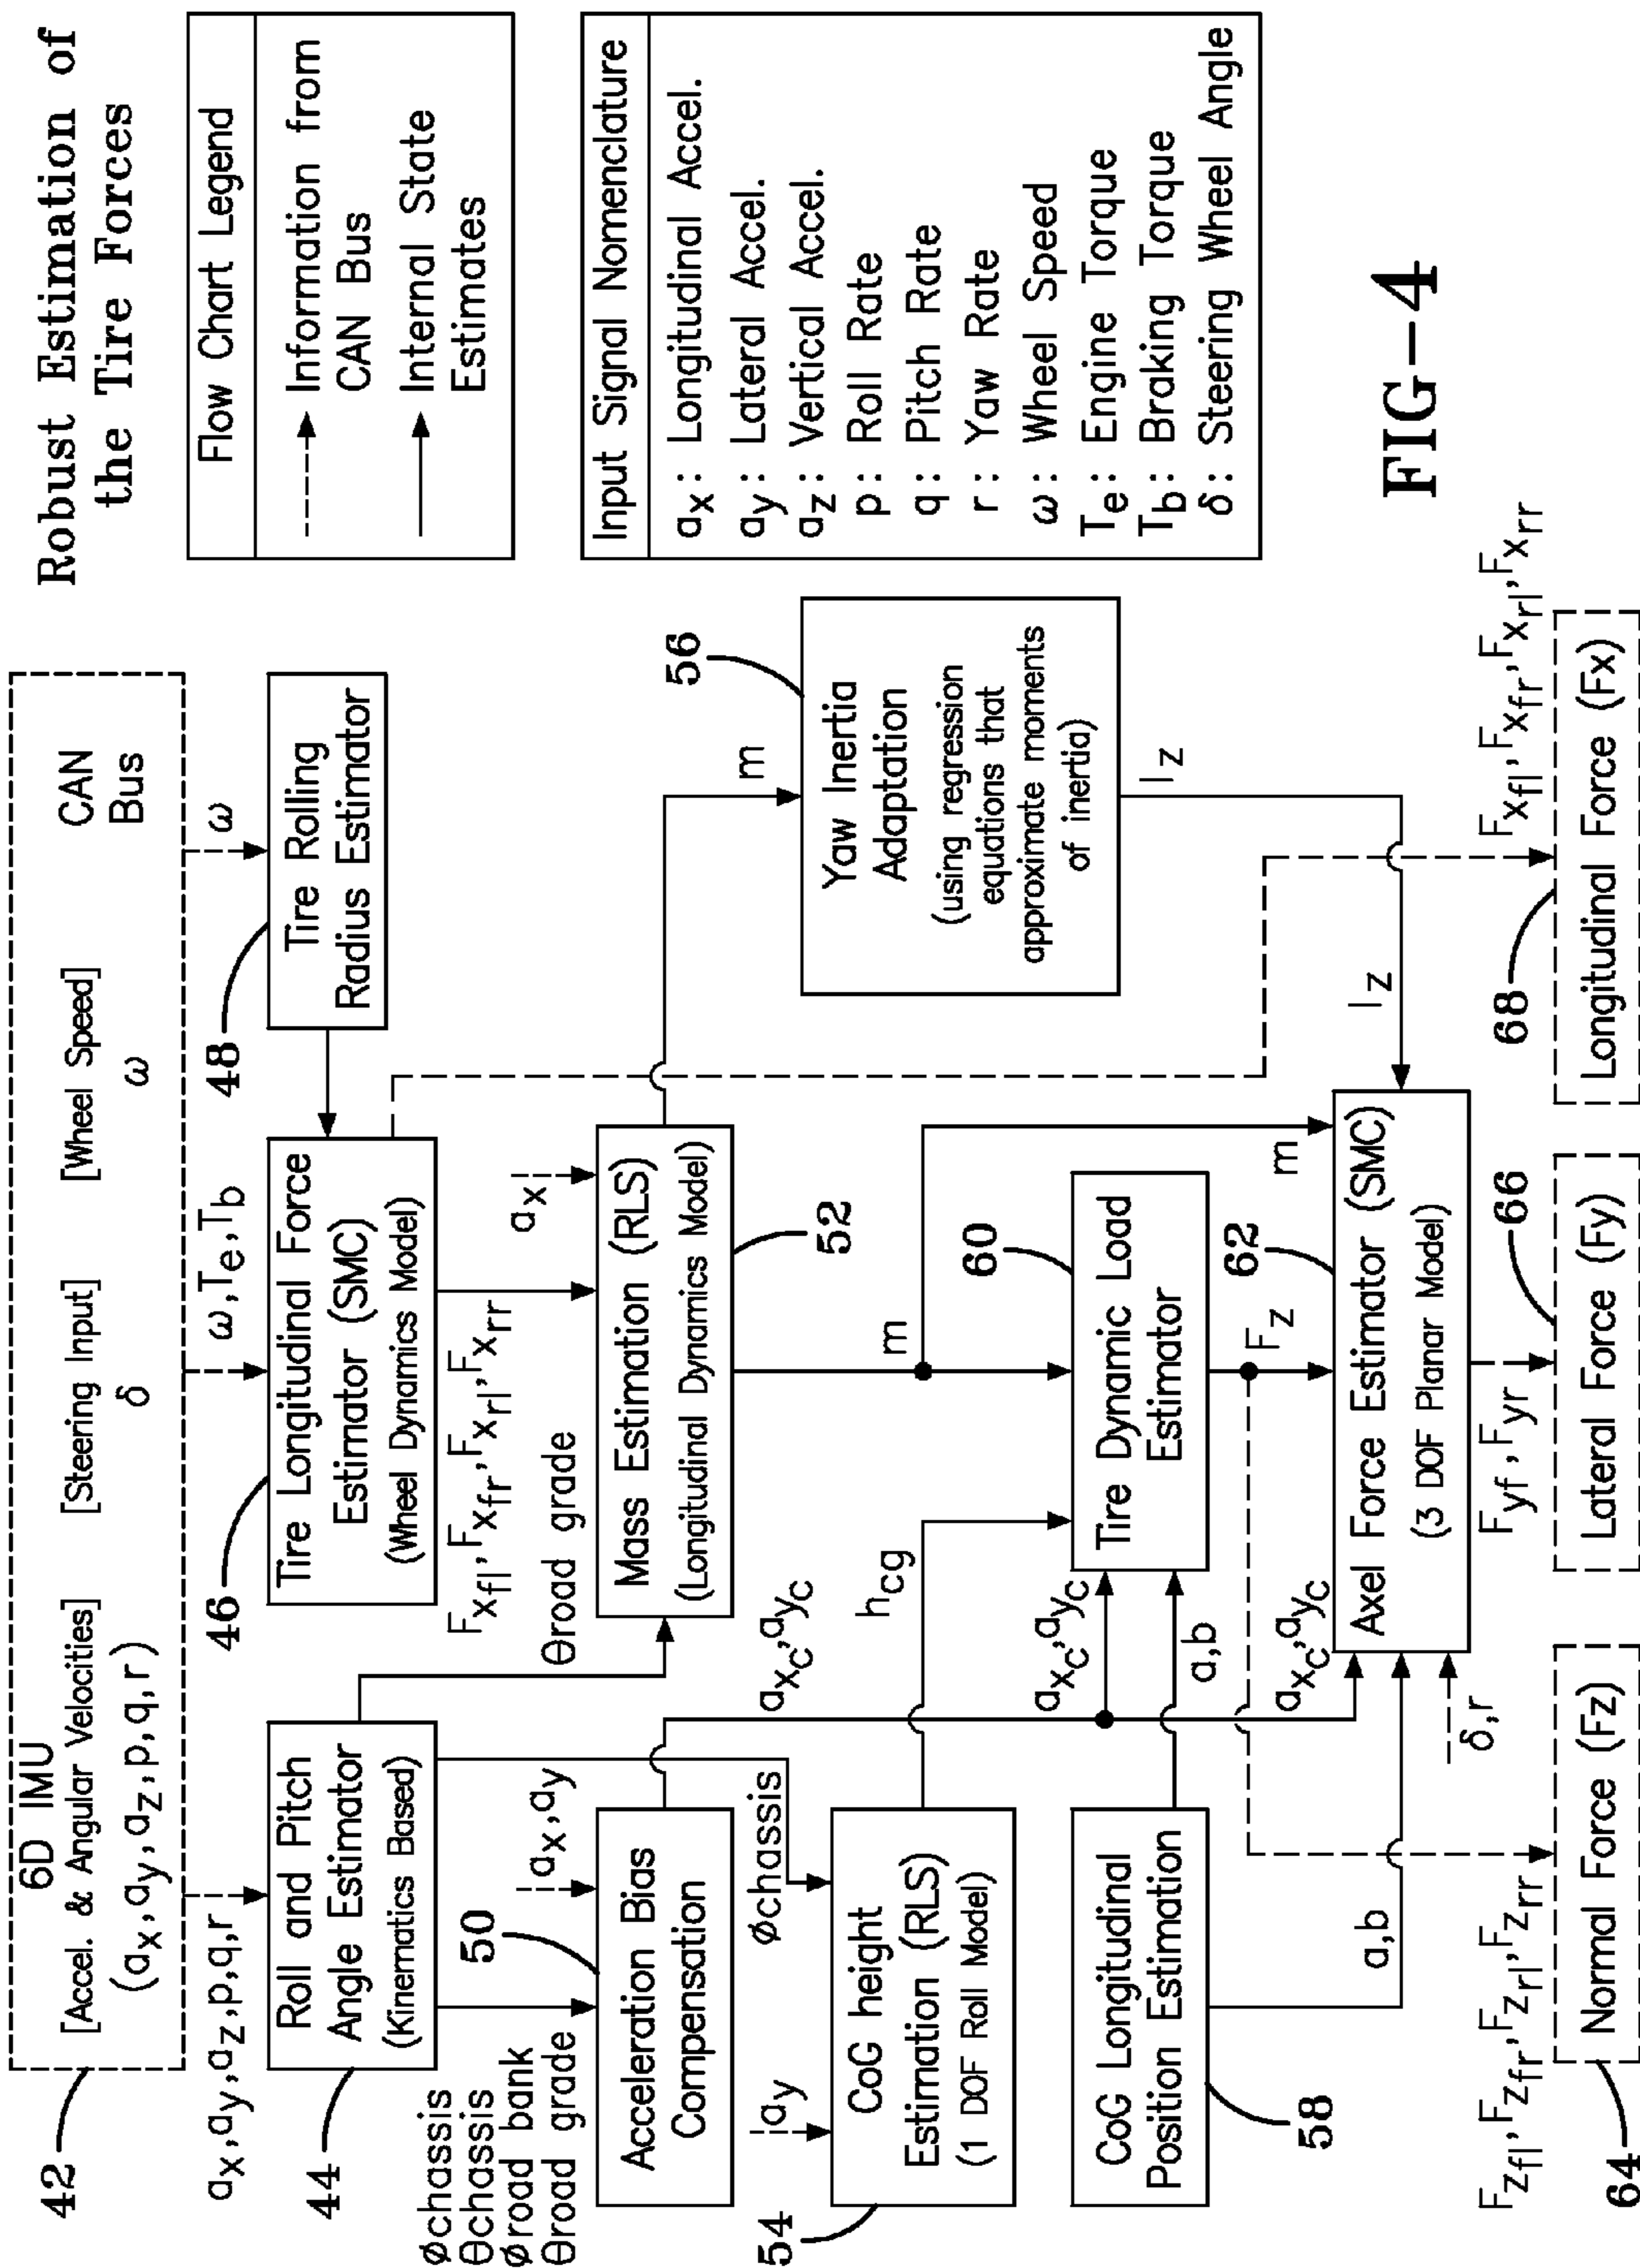 Robust Estimation of
the Tire Forces
Flow Chart Legend
Information from
CAN Bus
Internal State
Estimates
Input Signal Nomenclature
ax: Longitudinal Accel.
ay: Lateral Accel.
az: Vertical Accel.
p: Roll Rate
q: Pitch Rate
r: Yaw Rate
ω: Wheel Speed
Te: Engine Torque
Tb: Braking Torque
δ: Steering Wheel Angle
6D IMU
[Accel. & Angular Velocities]
(ax,ay,az,p,q,r)
[Steering Input]
δ
[Wheel Speed]
ω
CAN
Bus
42
ax,ay,az,p,q,r
ω,Te,Tb
ω
44
Roll and Pitch
Angle Estimator
(Kinematics Based)
46
Tire Longitudinal Force
Estimator (SMC)
(Wheel Dynamics Model)
48
Tire Rolling
Radius Estimator
øchassis
θchassis
øroad bank
θroad grade
50
ax,ay
Fxfl,Fxfr,Fxrl,Fxrr
θroad grade
ax
Acceleration Bias
Compensation
Mass Estimation (RLS)
(Longitudinal Dynamics Model)
52
m
56
Yaw Inertia
Adaptation
(using regression
equations that
approximate moments
of inertia)
Iz
ay
øchassis
axc,ayc
54
CoG height
Estimation (RLS)
(1 DOF Roll Model)
hcg
m
60
axc,ayc
Tire Dynamic Load
Estimator
CoG Longitudinal
Position Estimation
58
a,b
Fz
axc,ayc
62
m
Iz
a,b
δ,r
Axel Force Estimator (SMC)
(3 DOF Planar Model)
Fzfl,Fzfr,Fzrl,Fzrr
Fyf,Fyr
Fxfl,Fxfr,Fxrl,Fxrr
64
Normal Force (Fz)
66
Lateral Force (Fy)
68
Longitudinal Force (Fx)
FIG-4